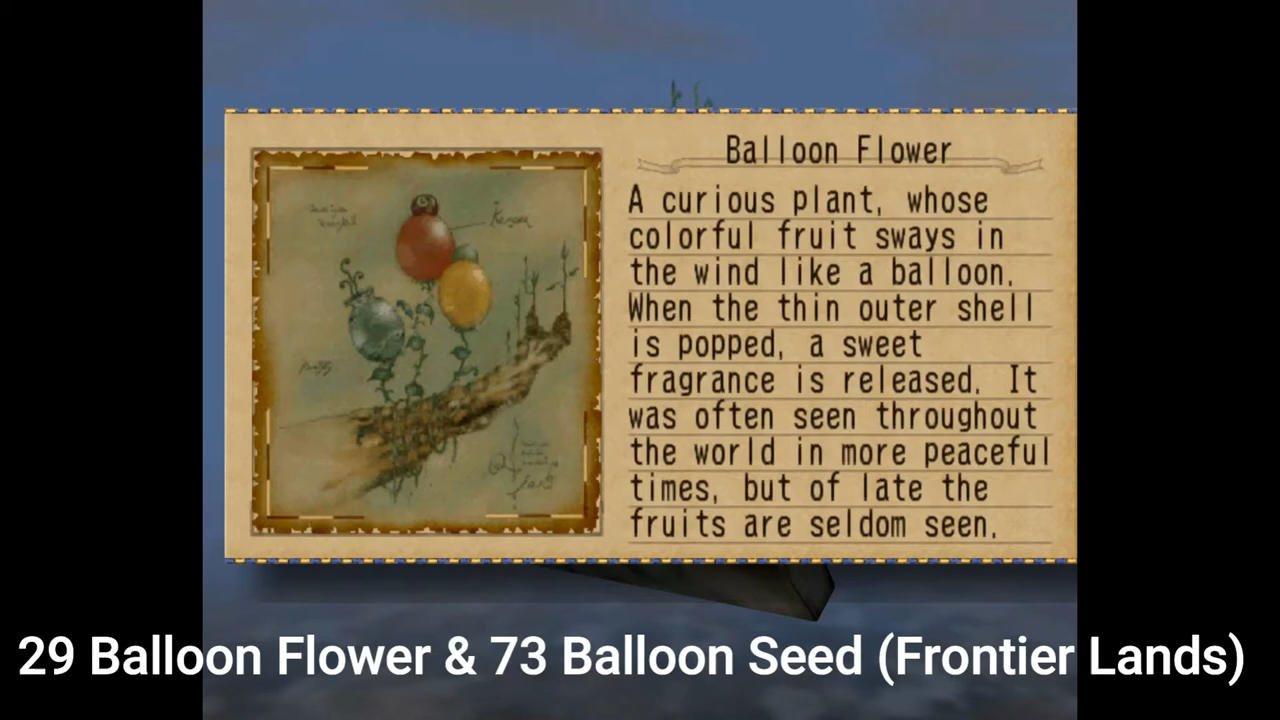 Balloon Flower
A curious plant, whose
colorful fruit sways in
the wind like a balloon.
When the thin outer shell
is popped, a sweet
fragrance is released. It
was often seen throughout
the world in more peaceful
times, but of late the
fruits are seldom seen.
29 Balloon Flower & 73 Balloon Seed (Frontier Lands)